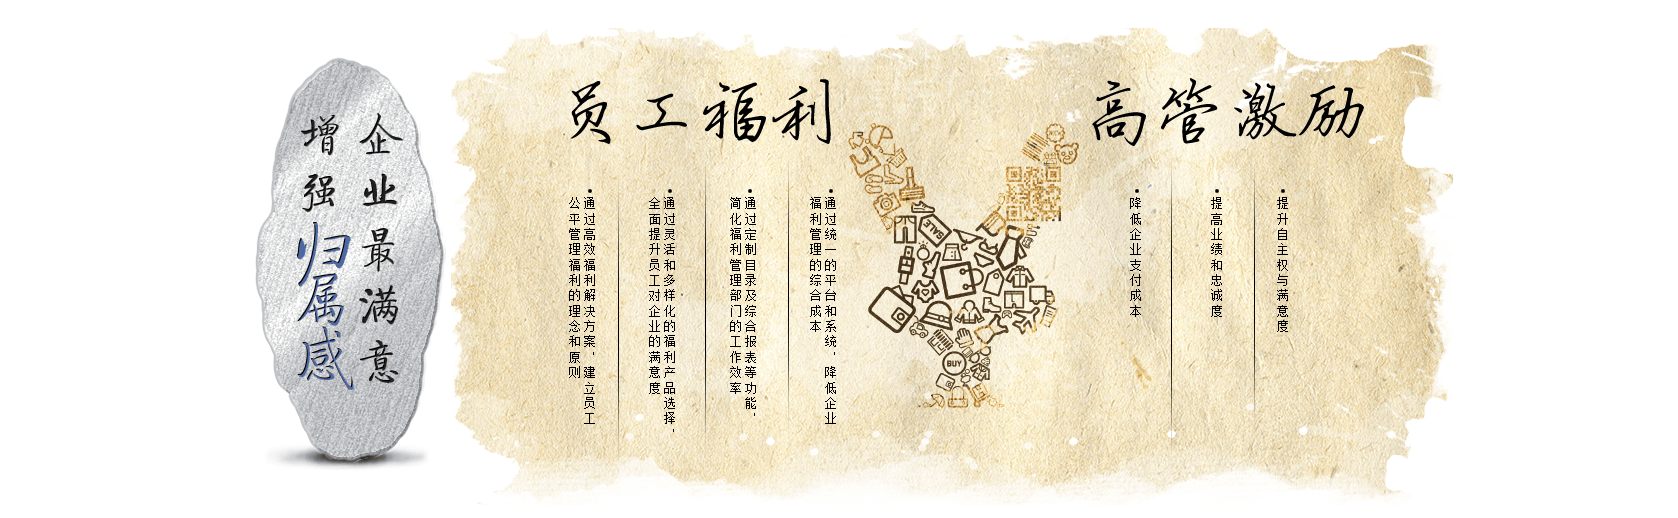 企业最满意
增强归属感
员工福利
通过统一的平台和系统，降低企业
福利管理的综合成本
通过定制目录及综合报表等功能，
简化福利管理部门的工作效率
通过灵活和多样化的福利产品选择，
全面提升员工对企业的满意度
通过高效福利解决方案，建立员工
公平管理福利的理念和原则
SALE
BUY
高管激励
提升自主权与满意度
提高业绩和忠诚度
降低企业支付成本